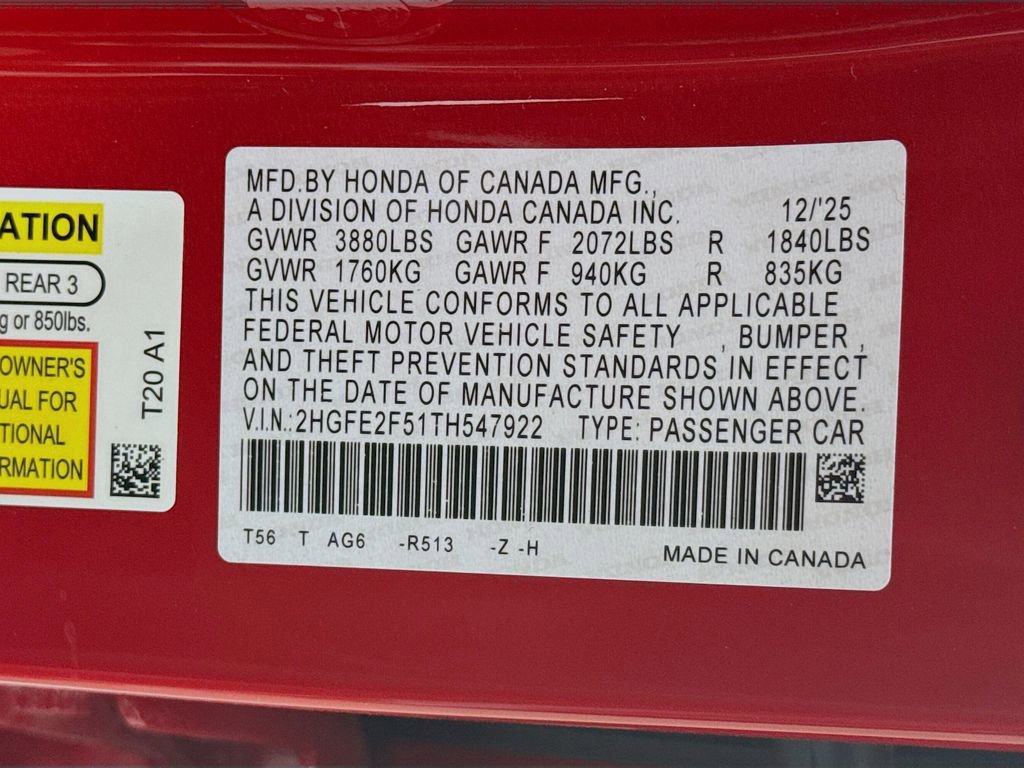 MFD.BY HONDA OF CANADA MFG.,
A DIVISION OF HONDA CANADA INC. 12/'25
GVWR 3880LBS GAWR F 2072LBS R 1840LBS
GVWR 1760KG GAWR F 940KG R 835KG
THIS VEHICLE CONFORMS TO ALL APPLICABLE
FEDERAL MOTOR VEHICLE SAFETY , BUMPER ,
AND THEFT PREVENTION STANDARDS IN EFFECT
ON THE DATE OF MANUFACTURE SHOWN ABOVE.
V.I.N.:2HGFE2F51TH547922 TYPE: PASSENGER CAR
T56 T AG6 -R513 -Z -H
MADE IN CANADA
ATION
REAR 3
g or 850lbs.
OWNER'S
UAL FOR
TIONAL
RMATION
T20 A1